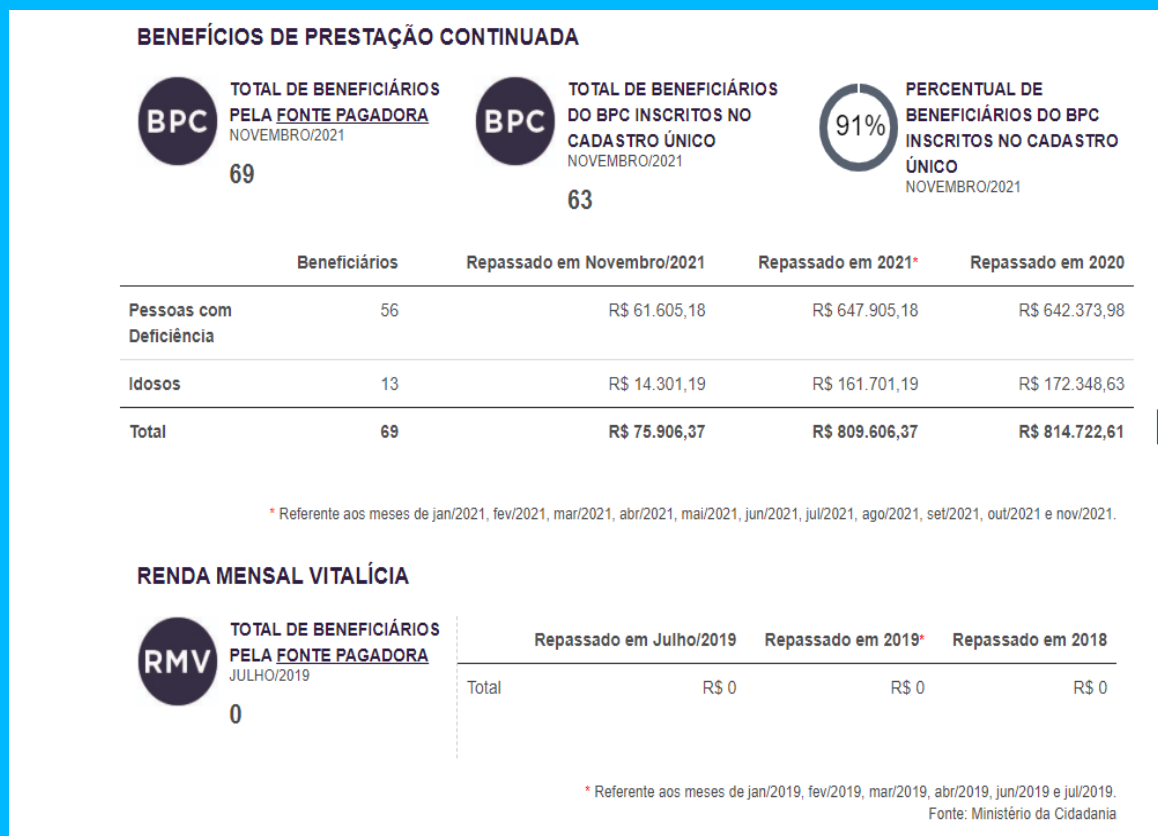 BENEFÍCIOS DE PRESTAÇÃO CONTINUADA
BPC
TOTAL DE BENEFICIÁRIOS
PELA FONTE PAGADORA
NOVEMBRO/2021
69
BPC
TOTAL DE BENEFICIÁRIOS
DO BPC INSCRITOS NO
CADASTRO ÚNICO
NOVEMBRO/2021
63
91%
PERCENTUAL DE
BENEFICIÁRIOS DO BPC
INSCRITOS NO CADASTRO
ÚNICO
NOVEMBRO/2021
Beneficiários Repassado em Novembro/2021 Repassado em 2021* Repassado em 2020
Pessoas com
Deficiência 56 R$ 61.605,18 R$ 647.905,18 R$ 642.373,98
Idosos 13 R$ 14.301,19 R$ 161.701,19 R$ 172.348,63
Total 69 R$ 75.906,37 R$ 809.606,37 R$ 814.722,61
* Referente aos meses de jan/2021, fev/2021, mar/2021, abr/2021, mai/2021, jun/2021, jul/2021, ago/2021, set/2021, out/2021 e nov/2021.
RENDA MENSAL VITALÍCIA
RMV
TOTAL DE BENEFICIÁRIOS
PELA FONTE PAGADORA
JULHO/2019
0
Repassado em Julho/2019 Repassado em 2019* Repassado em 2018
Total R$ 0 R$ 0 R$ 0
* Referente aos meses de jan/2019, fev/2019, mar/2019, abr/2019, jun/2019 e jul/2019.
Fonte: Ministério da Cidadania